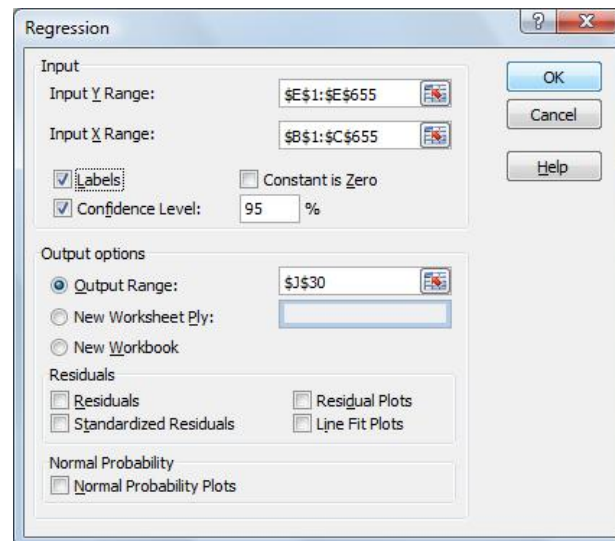 Regression
Input
Input Y Range: $E$1:$E$655
Input X Range: $B$1:$C$655
Labels Constant is Zero
Confidence Level: 95 %
OK
Cancel
Help
Output options
Output Range: $J$30
New Worksheet Ply:
New Workbook
Residuals
Residuals Residual Plots
Standardized Residuals Line Fit Plots
Normal Probability
Normal Probability Plots